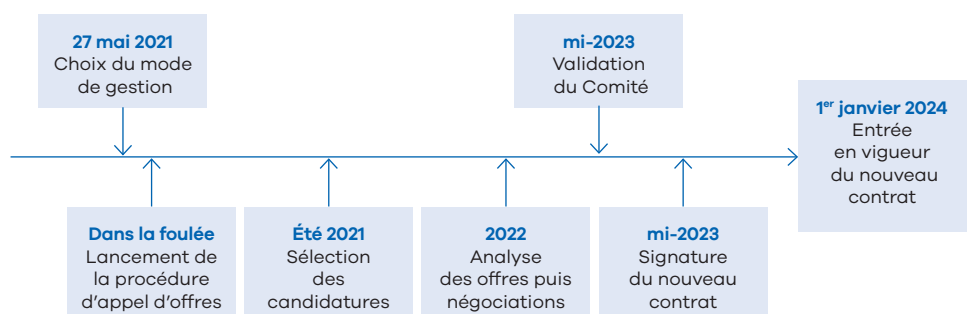 27 mai 2021
Choix du mode
de gestion
mi-2023
Validation
du Comité
1er janvier 2024
Entrée
en vigueur
du nouveau
contrat
Dans la foulée
Lancement de
la procédure
d'appel d'offres
Été 2021
Sélection
des
candidatures
2022
Analyse
des offres puis
négociations
mi-2023
Signature
du nouveau
contrat